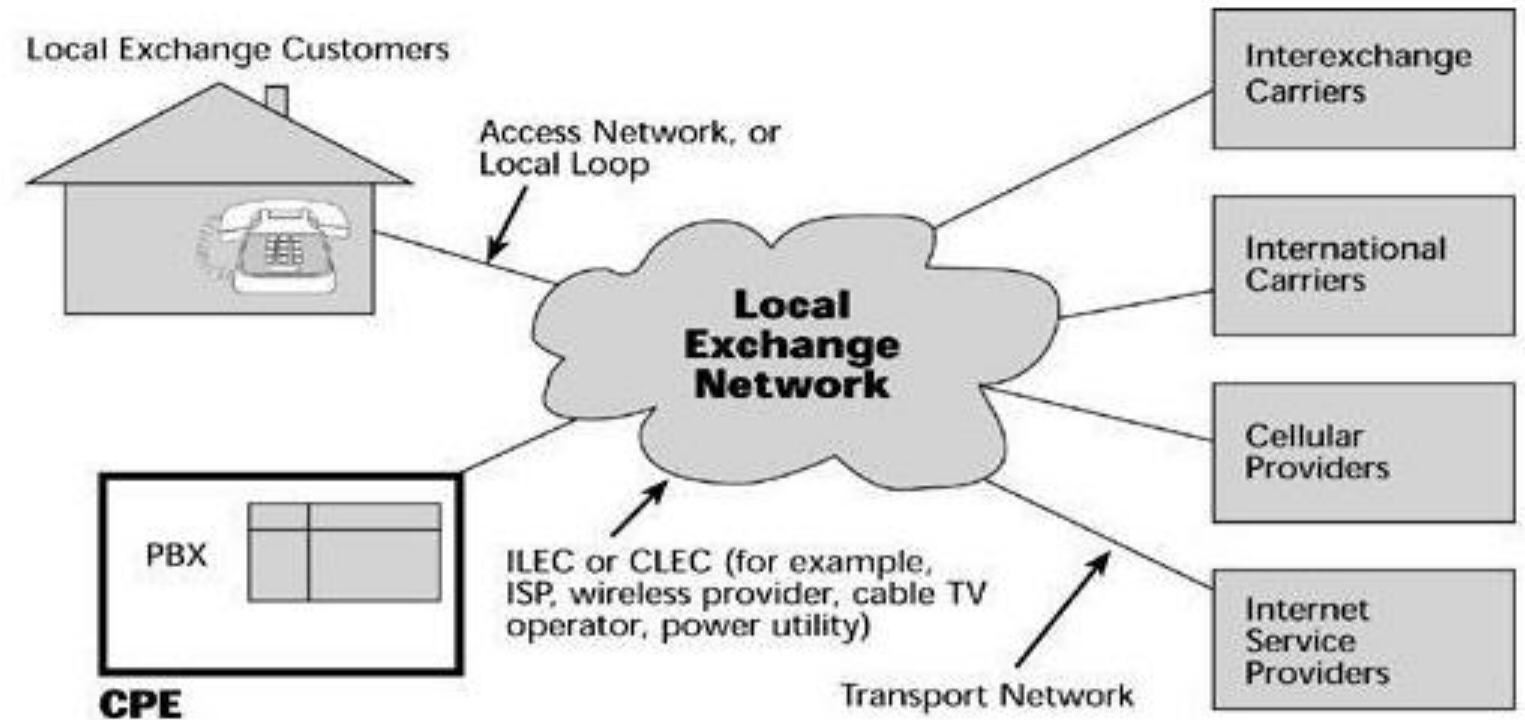 Local Exchange Customers
Access Network, or
Local Loop
Local
Exchange
Network
PBX
CPE
ILEC or CLEC (for example,
ISP, wireless provider, cable TV
operator, power utility)
Transport Network
Interexchange
Carriers
International
Carriers
Cellular
Providers
Internet
Service
Providers